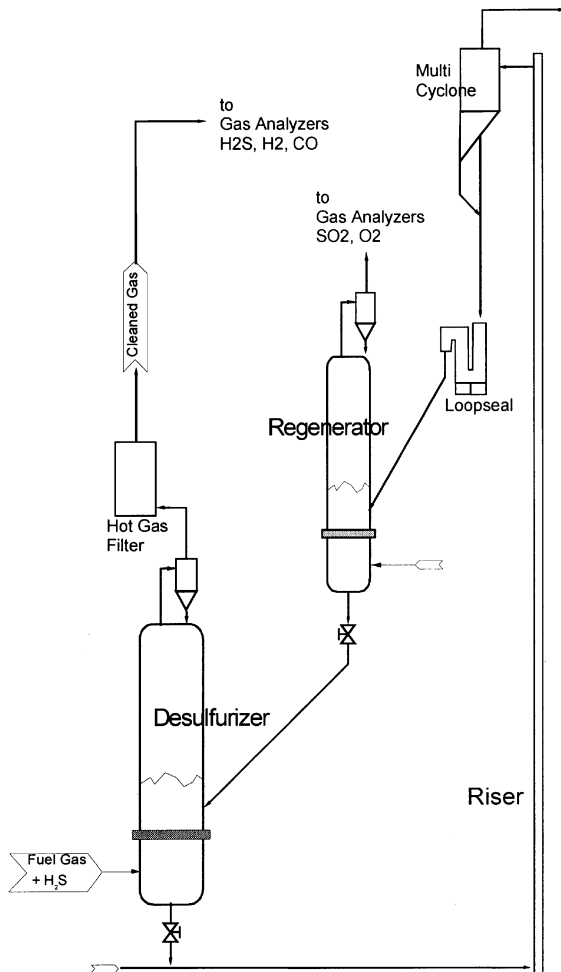 Multi
Cyclone
to
Gas Analyzers
H2S, H2, CO
to
Gas Analyzers
SO2, O2
Cleaned Gas
Loopseal
Regenerator
Hot Gas
Filter
Desulfurizer
Riser
Fuel Gas
+ H₂S